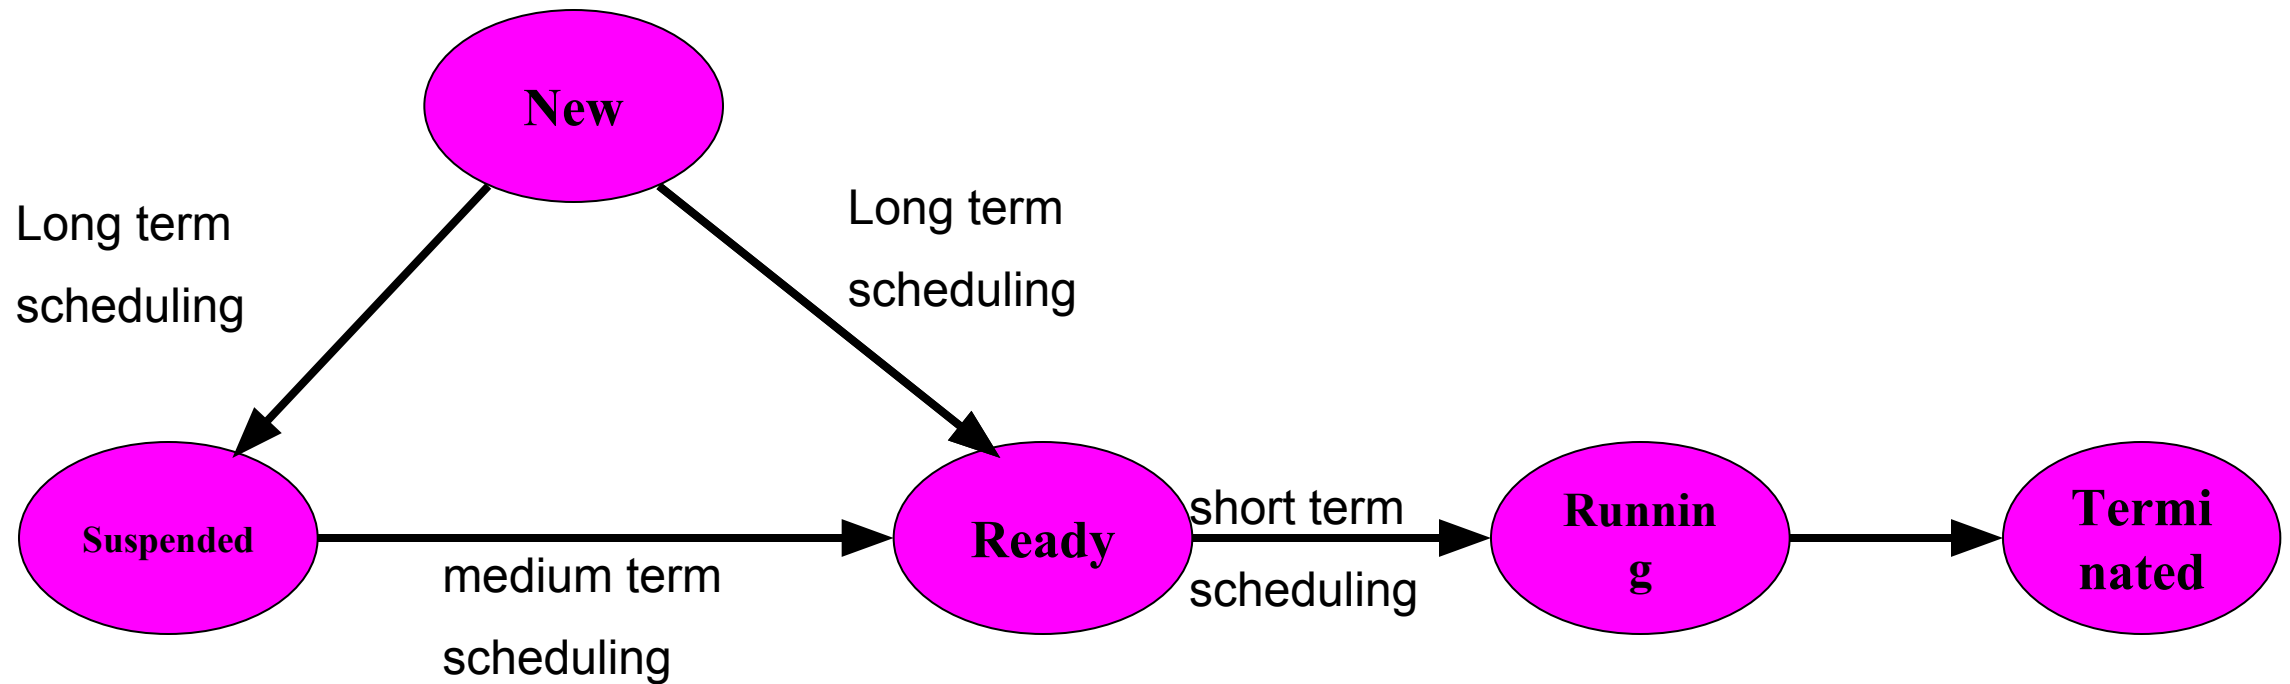 New
Long term
scheduling
Long term
scheduling
Suspended
medium term
scheduling
Ready
short term
scheduling
Runnin
g
Termi
nated